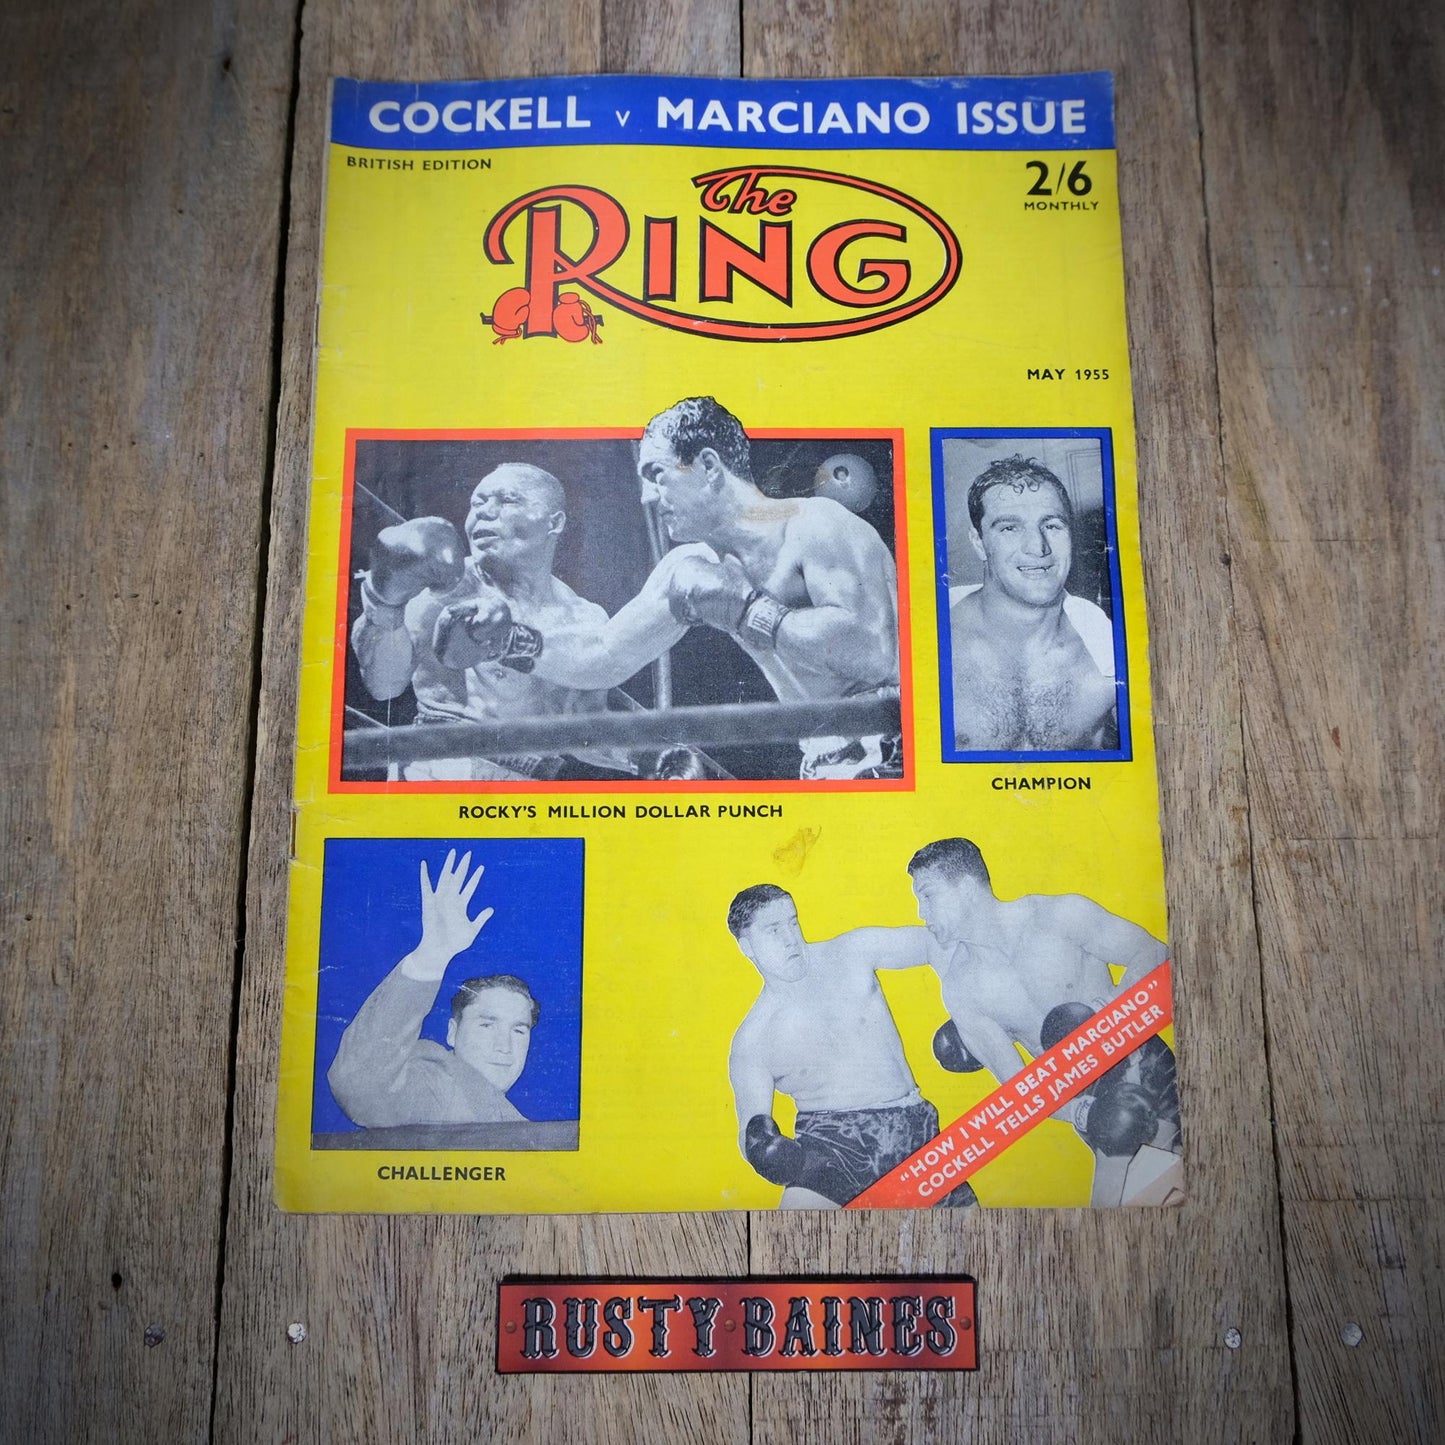 COCKELL v MARCIANO ISSUE
BRITISH EDITION
2/6
MONTHLY
The
RING
MAY 1955
ROCKY'S MILLION DOLLAR PUNCH
CHAMPION
CHALLENGER
"HOW I WILL BEAT MARCIANO"
COCKELL TELLS JAMES BUTLER
RUSTY BAINES